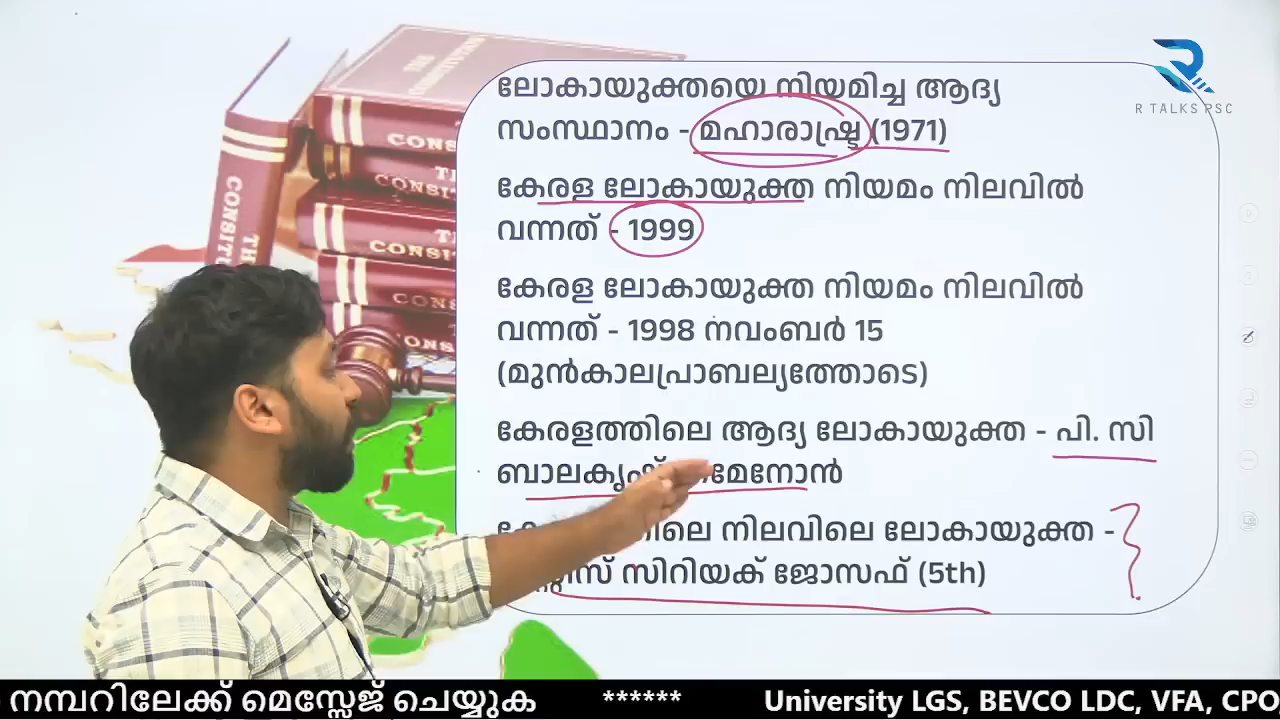 ലോകായുക്തയെ നിയമിച്ച ആദ്യ
സംസ്ഥാനം - മഹാരാഷ്ട്ര (1971)
കേരള ലോകായുക്ത നിയമം നിലവിൽ
വന്നത് - 1999
കേരള ലോകായുക്ത നിയമം നിലവിൽ
വന്നത് - 1998 നവംബർ 15
(മുൻകാലപ്രാബല്യത്തോടെ)
കേരളത്തിലെ ആദ്യ ലോകായുക്ത - പി. സി
മേനോൻ
നിലവിലെ ലോകായുക്ത -
സിറിയക് ജോസഫ് (5th)
R TALKS PSC
നമ്പറിലേക്ക് മെസ്സേജ് ചെയ്യുക ****** University LGS, BEVCO LDC, VFA, CPO,